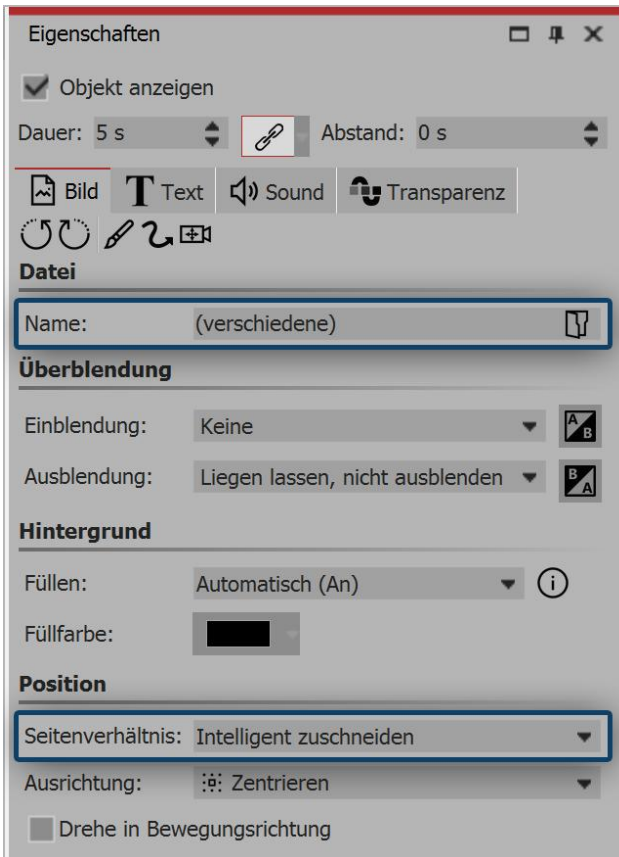 Eigenschaften
Objekt anzeigen
Dauer: 5 s Abstand: 0 s
Bild T Text Sound Transparenz
Datei
Name: (verschiedene)
Überblendung
Einblendung: Keine A B
Ausblendung: Liegen lassen, nicht ausblenden B A
Hintergrund
Füllen: Automatisch (An) i
Füllfarbe:
Position
Seitenverhältnis: Intelligent zuschneiden
Ausrichtung: Zentrieren
Drehe in Bewegungsrichtung